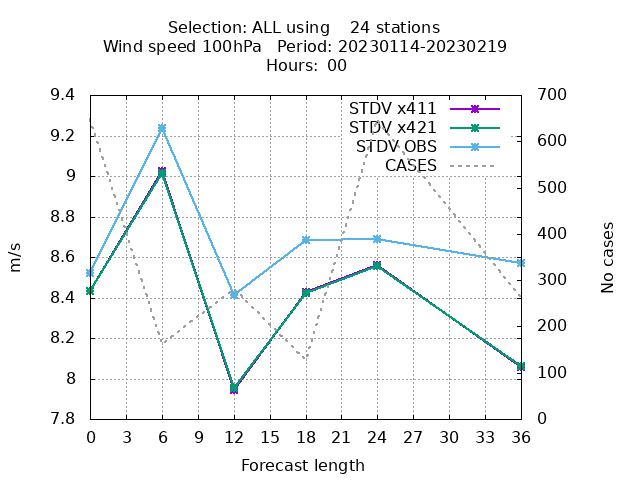 Selection: ALL using    24 stations
Wind speed 100hPa   Period: 20230114-20230219
Hours:  00
STDV x411
STDV x421
STDV OBS
CASES
9.4
9.2
9
8.8
8.6
8.4
8.2
8
7.8
m/s
700
600
500
400
300
200
100
0
No cases
0 3 6 9 12 15 18 21 24 27 30 33 36
Forecast length